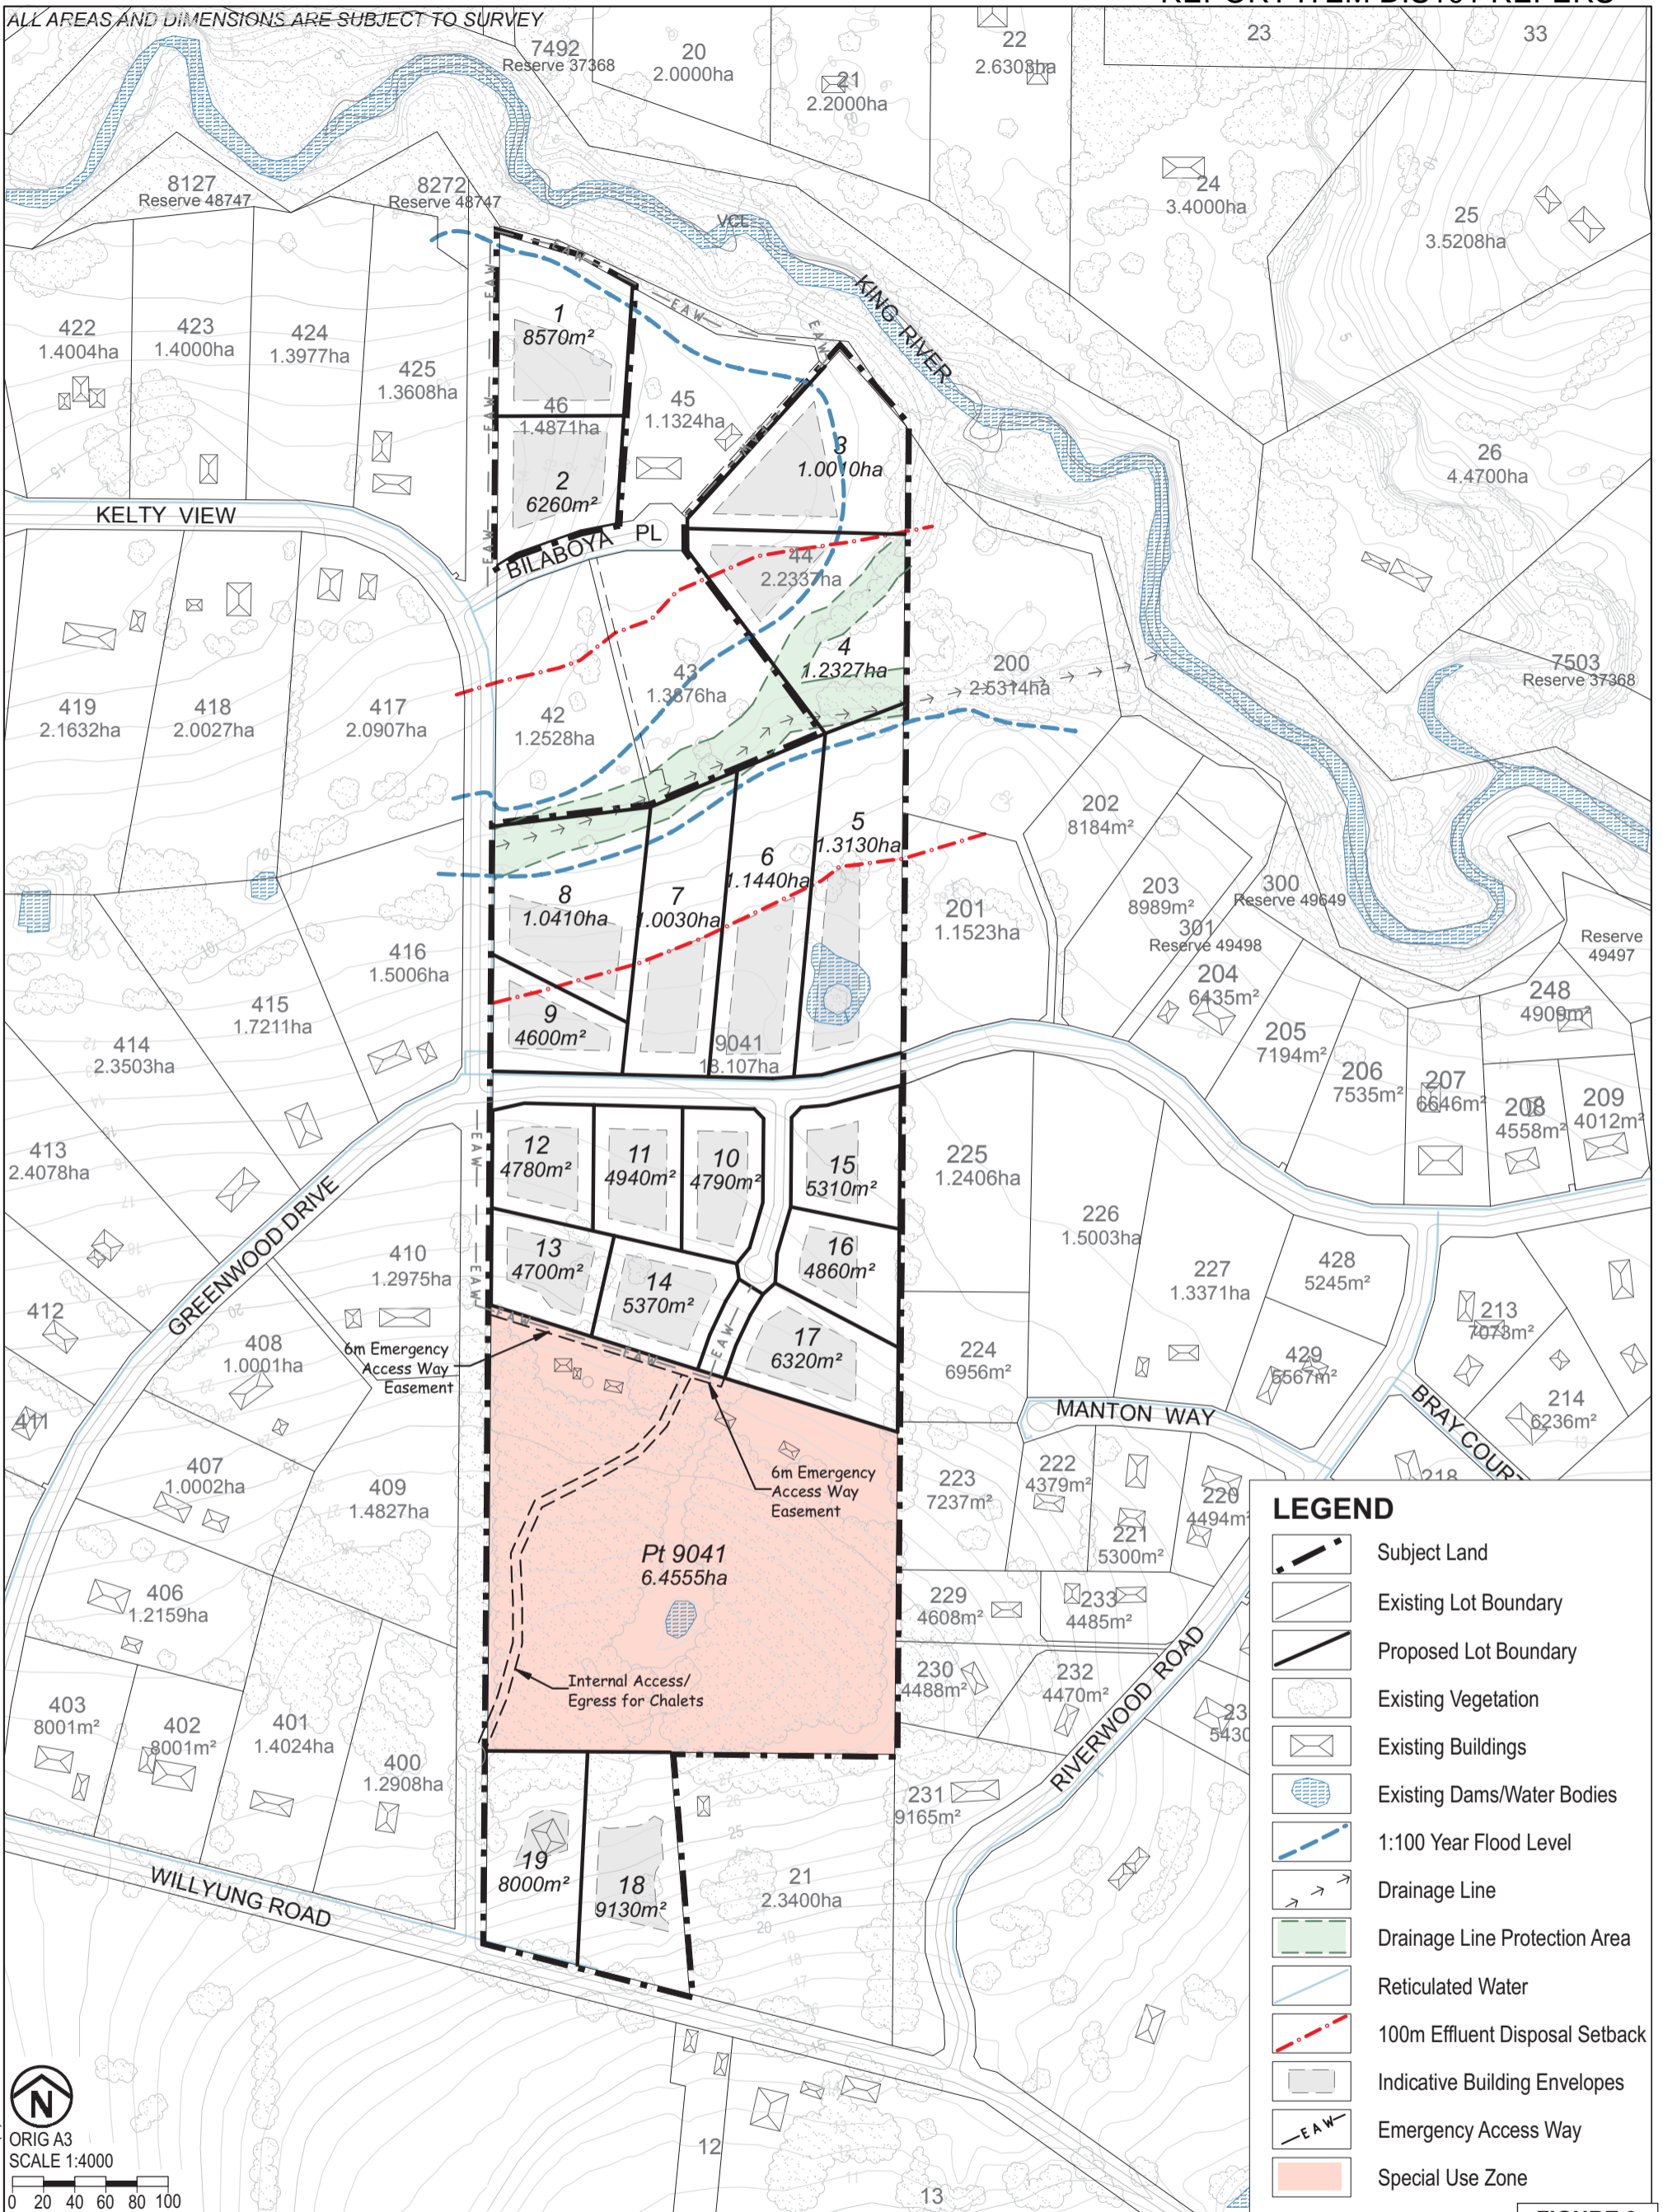 ALL AREAS AND DIMENSIONS ARE SUBJECT TO SURVEY
7492
Reserve 37368
20
2.0000ha
21
2.2000ha
22
2.6303ha
23
33
8127
Reserve 48747
8272
Reserve 48747
VCL
24
3.4000ha
25
3.5208ha
KING RIVER
EAW
EAW
EAW
EAW
422
1.4004ha
423
1.4000ha
424
1.3977ha
425
1.3608ha
1
8570m²
46
1.4871ha
45
1.1324ha
EAW
EAW
3
1.0010ha
26
4.4700ha
2
6260m²
KELTY VIEW
EAW
BILABOYA PL
44
2.2337ha
4
1.2327ha
43
1.3876ha
42
1.2528ha
200
2.5314ha
7503
Reserve 37368
419
2.1632ha
418
2.0027ha
417
2.0907ha
202
8184m²
5
1.3130ha
6
1.1440ha
7
1.0030ha
8
1.0410ha
203
8989m²
300
Reserve 49649
301
Reserve 49498
Reserve
49497
201
1.1523ha
416
1.5006ha
415
1.7211ha
414
2.3503ha
9
4600m²
9041
18.107ha
204
6435m²
248
4909m²
205
7194m²
206
7535m²
207
6646m²
208
4558m²
209
4012m²
413
2.4078ha
EAW
12
4780m²
11
4940m²
10
4790m²
15
5310m²
225
1.2406ha
226
1.5003ha
227
1.3371ha
428
5245m²
GREENWOOD DRIVE
410
1.2975ha
EAW
13
4700m²
14
5370m²
16
4860m²
17
6320m²
EAW
EAW
EAW
412
408
1.0001ha
6m Emergency
Access Way
Easement
224
6956m²
213
7073m²
429
5567m²
214
6236m²
411
MANTON WAY
BRAY COURT
407
1.0002ha
409
1.4827ha
6m Emergency
Access Way
Easement
223
7237m²
222
4379m²
221
5300m²
220
4494m²
218
Pt 9041
6.4555ha
406
1.2159ha
229
4608m²
233
4485m²
Internal Access/
Egress for Chalets
230
4488m²
232
4470m²
RIVERWOOD ROAD
403
8001m²
402
8001m²
401
1.4024ha
400
1.2908ha
231
9165m²
19
8000m²
18
9130m²
21
2.3400ha
WILLYUNG ROAD
12
13
LEGEND
Subject Land
Existing Lot Boundary
Proposed Lot Boundary
Existing Vegetation
Existing Buildings
Existing Dams/Water Bodies
1:100 Year Flood Level
Drainage Line
Drainage Line Protection Area
Reticulated Water
100m Effluent Disposal Setback
Indicative Building Envelopes
EAW Emergency Access Way
Special Use Zone
N
ORIG A3
SCALE 1:4000
0 20 40 60 80 100